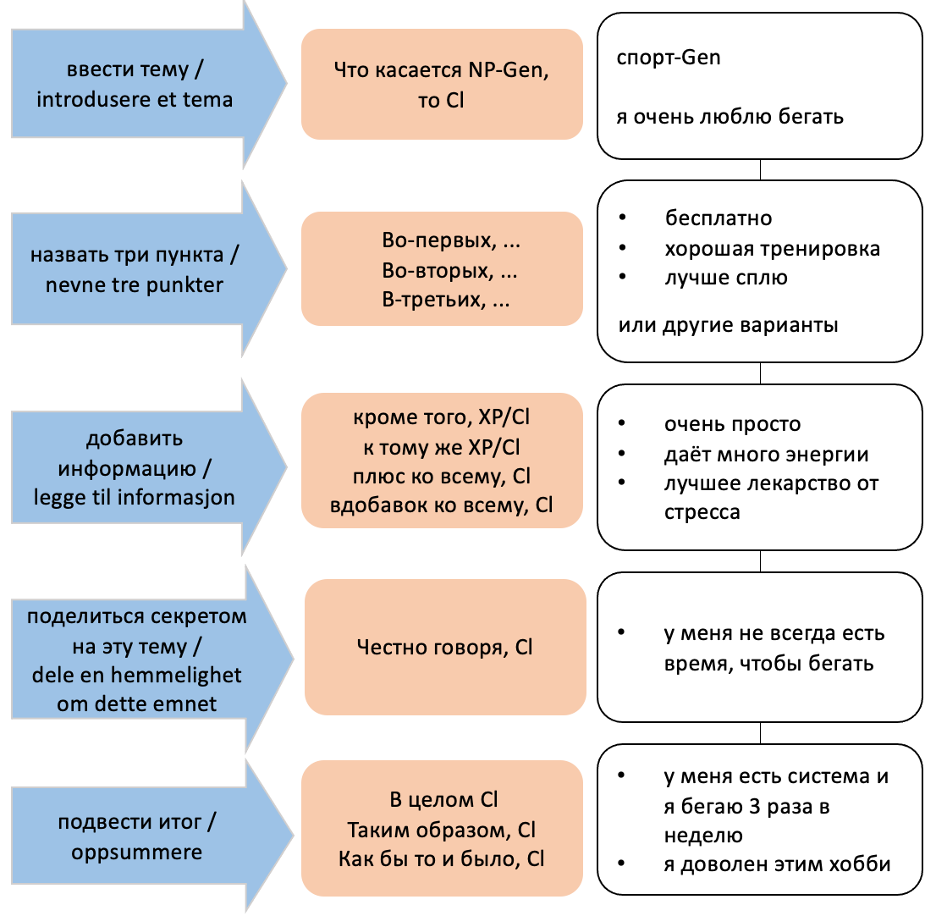 ввести тему /
introdusere et tema
Что касается NP-Gen,
то Cl
спорт-Gen
я очень люблю бегать
назвать три пункта /
nevne tre punkter
Во-первых, ...
Во-вторых, ...
В-третьих, ...
• бесплатно
• хорошая тренировка
• лучше сплю
или другие варианты
добавить
информацию /
legge til informasjon
кроме того, XP/Cl
к тому же XP/Cl
плюс ко всему, Cl
вдобавок ко всему, Cl
• очень просто
• даёт много энергии
• лучшее лекарство от
стресса
поделиться секретом
на эту тему /
dele en hemmelighet
om dette emnet
Честно говоря, Cl
• у меня не всегда есть
время, чтобы бегать
подвести итог /
oppsummere
В целом Cl
Таким образом, Cl
Как бы то и было, Cl
• у меня есть система и
я бегаю 3 раза в
неделю
• я доволен этим хобби